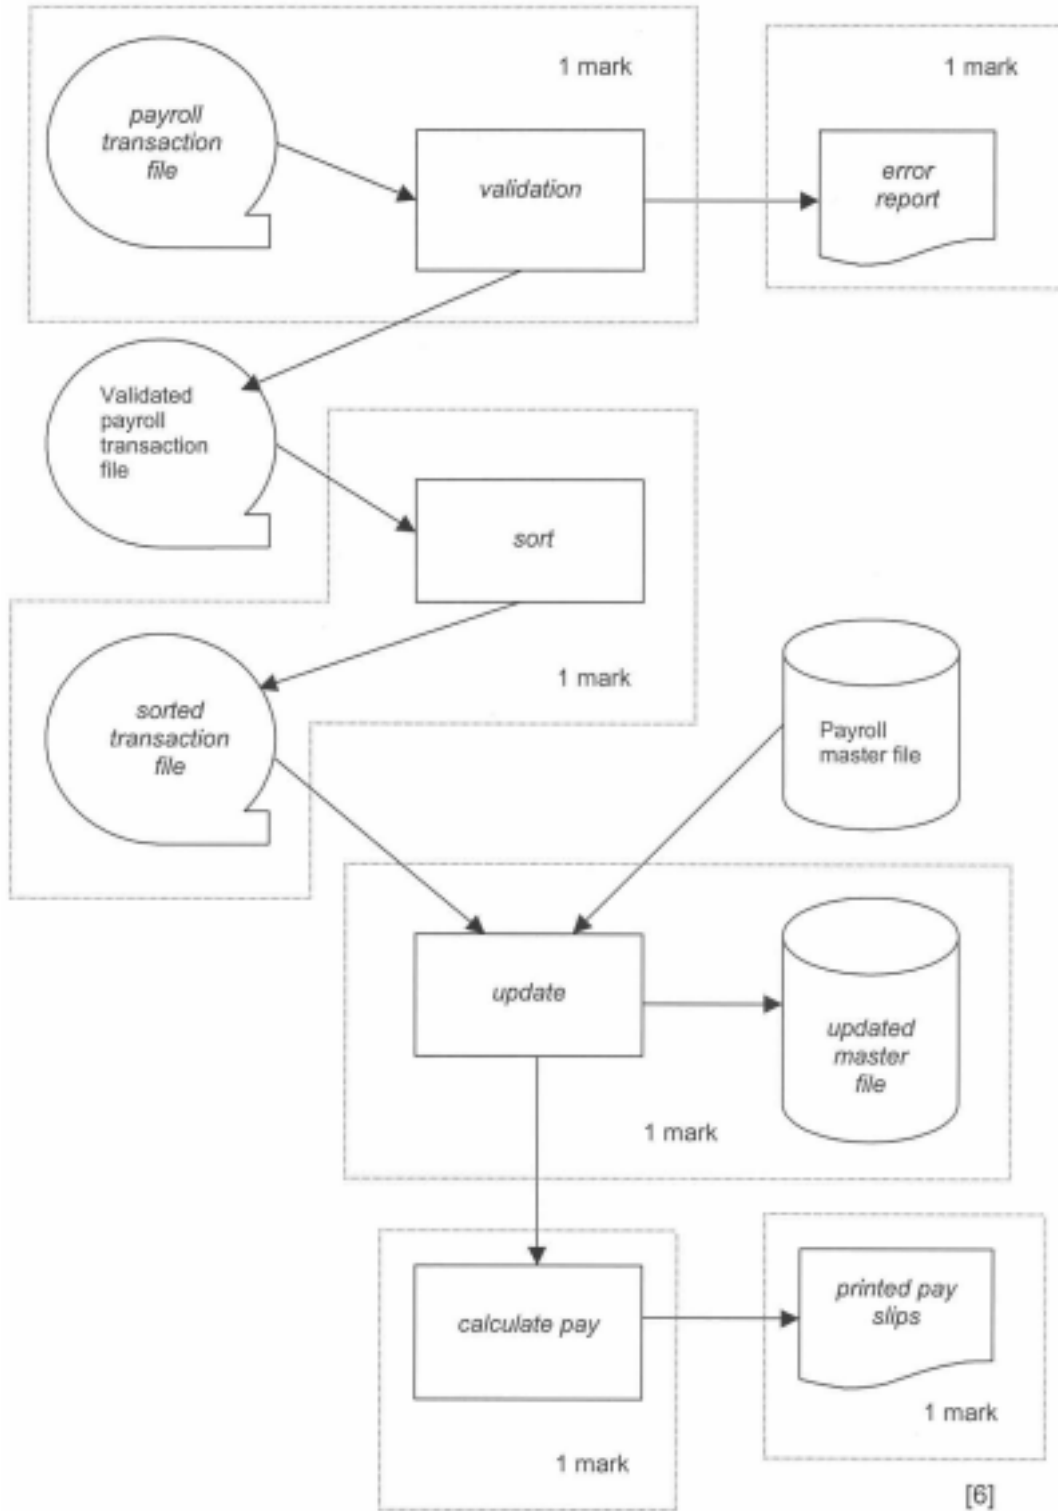 1 mark
1 mark
payroll
transaction
file
validation
error
report
Validated
payroll
transaction
file
sort
1 mark
sorted
transaction
file
Payroll
master file
update
updated
master
file
1 mark
calculate pay
printed pay
slips
1 mark
1 mark
[6]